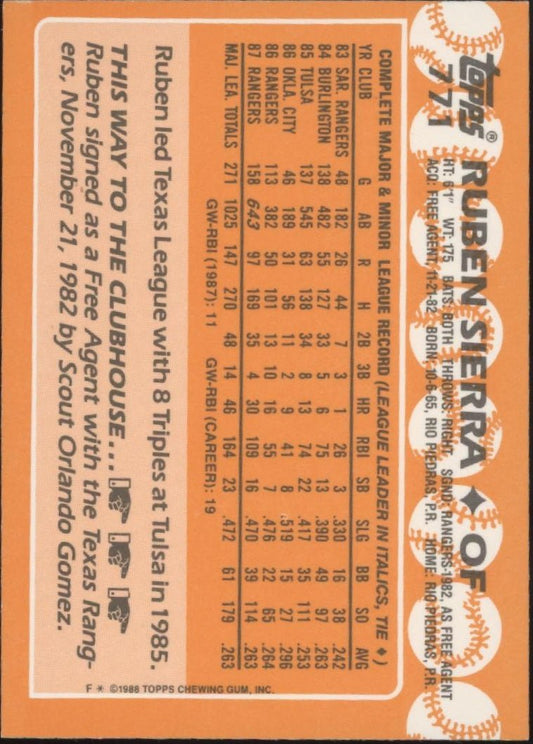 topps®
771 RUBEN SIERRA ♦ OF
HT: 6'1" WT: 175 BATS: BOTH THROWS: RIGHT SGND: RANGERS-1982, AS FREE AGENT
ACQ: FREE AGENT, 11-21-82 BORN: 10-6-65, RIO PIEDRAS, P.R. HOME: RIO PIEDRAS, P.R.
COMPLETE MAJOR & MINOR LEAGUE RECORD (LEAGUE LEADER IN ITALICS, TIE ♦)
YR CLUB G AB R H 2B 3B HR RBI SB SLG BB SO AVG
83 SAR. RANGERS 48 182 26 44 7 3 1 26 3 .330 16 38 .242
84 BURLINGTON 138 482 55 127 33 5 6 75 13 .390 49 97 .263
85 TULSA 137 545 63 138 34 8 13 74 22 .417 35 111 .253
86 OKLA. CITY 46 189 31 56 11 2 9 41 8 .519 15 27 .296
86 RANGERS 113 382 50 101 13 10 16 55 7 .476 22 65 .264
87 RANGERS 158 643 97 169 35 4 30 109 16 .470 39 114 .263
MAJ. LEA. TOTALS 271 1025 147 270 48 14 46 164 23 .472 61 179 .263
GW-RBI (1987): 11 GW-RBI (CAREER): 19
Ruben led Texas League with 8 Triples at Tulsa in 1985.
THIS WAY TO THE CLUBHOUSE...
Ruben signed as a Free Agent with the Texas Rang-
ers, November 21, 1982 by Scout Orlando Gomez.
F * ©1988 TOPPS CHEWING GUM, INC.